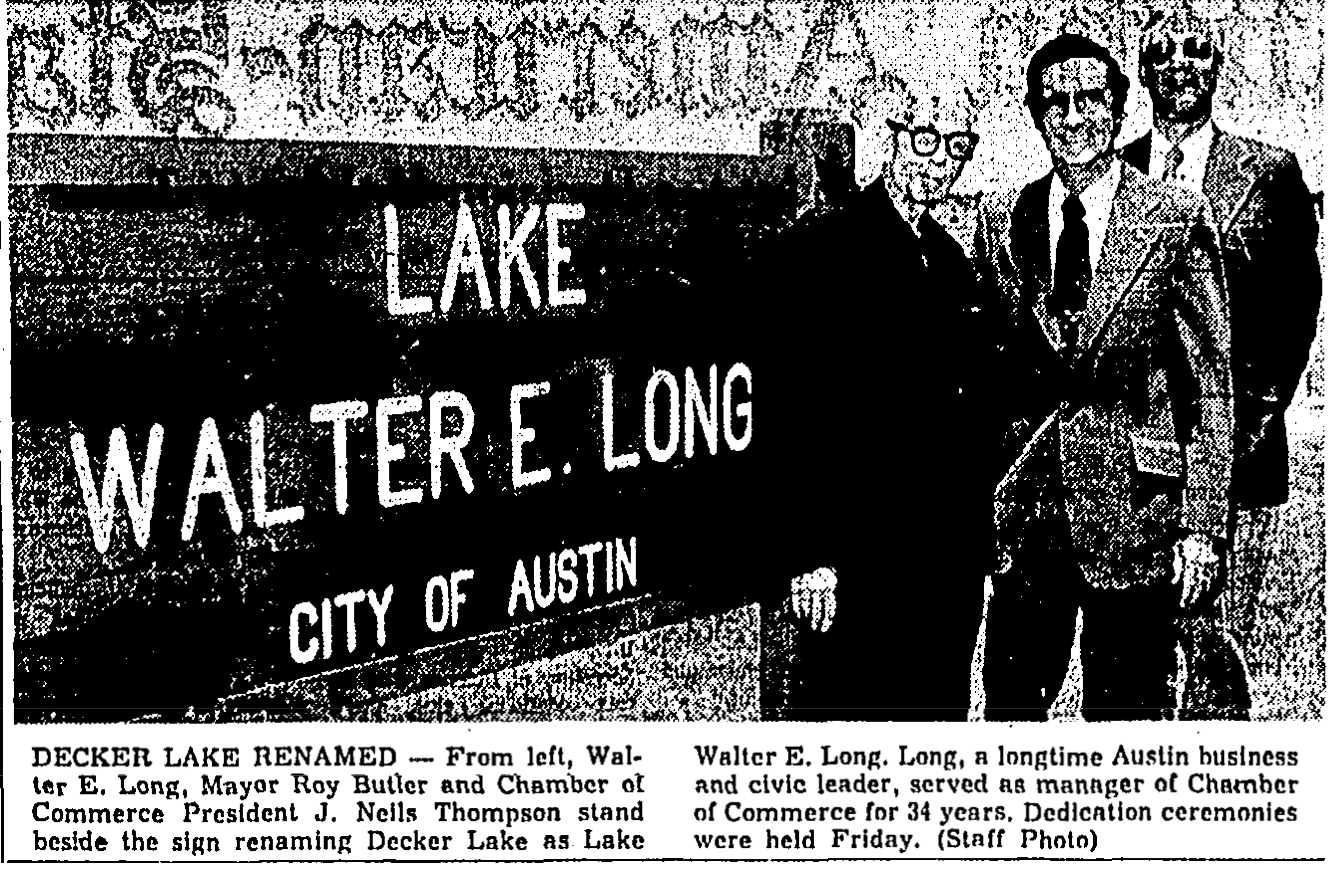 LAKE
WALTER E. LONG
CITY OF AUSTIN
DECKER LAKE RENAMED — From left, Wal-
ter E. Long, Mayor Roy Butler and Chamber of
Commerce President J. Neils Thompson stand
beside the sign renaming Decker Lake as Lake
Walter E. Long. Long, a longtime Austin business
and civic leader, served as manager of Chamber
of Commerce for 34 years. Dedication ceremonies
were held Friday. (Staff Photo)